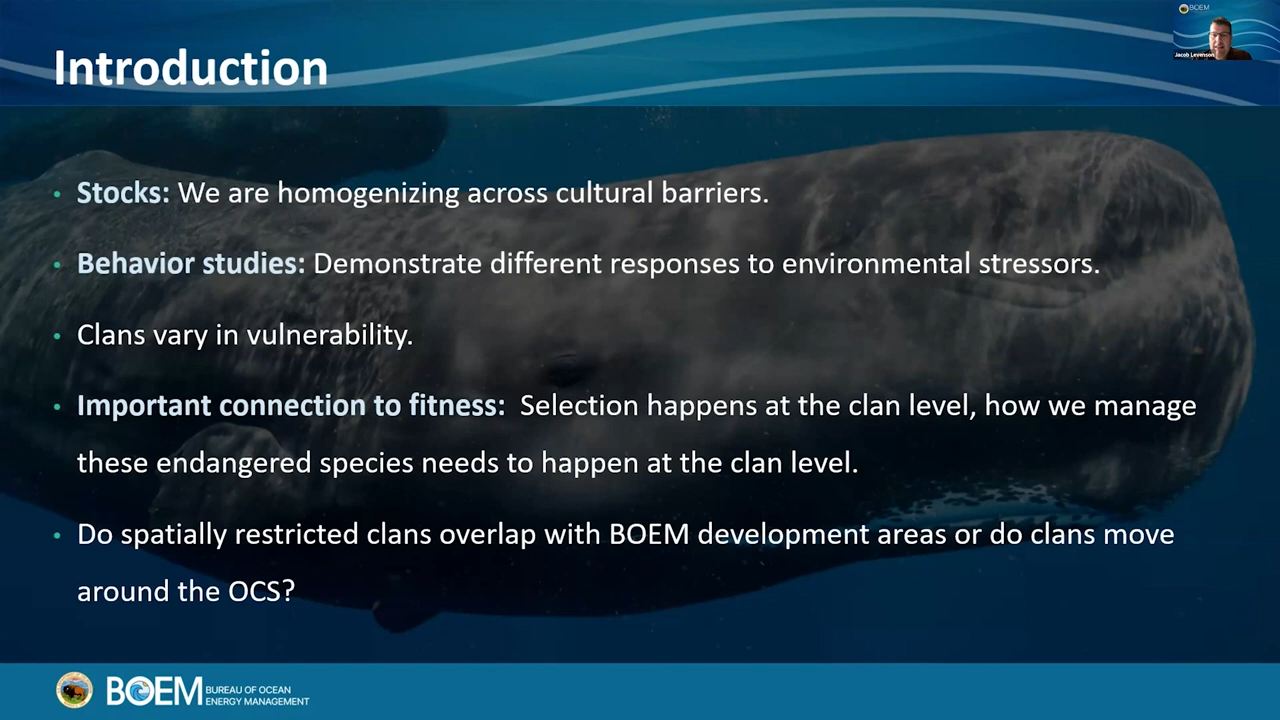 BOEM
Jacob Levenson
Introduction
• Stocks: We are homogenizing across cultural barriers.
• Behavior studies: Demonstrate different responses to environmental stressors.
• Clans vary in vulnerability.
• Important connection to fitness: Selection happens at the clan level, how we manage
these endangered species needs to happen at the clan level.
• Do spatially restricted clans overlap with BOEM development areas or do clans move
around the OCS?
BOEM BUREAU OF OCEAN
ENERGY MANAGEMENT